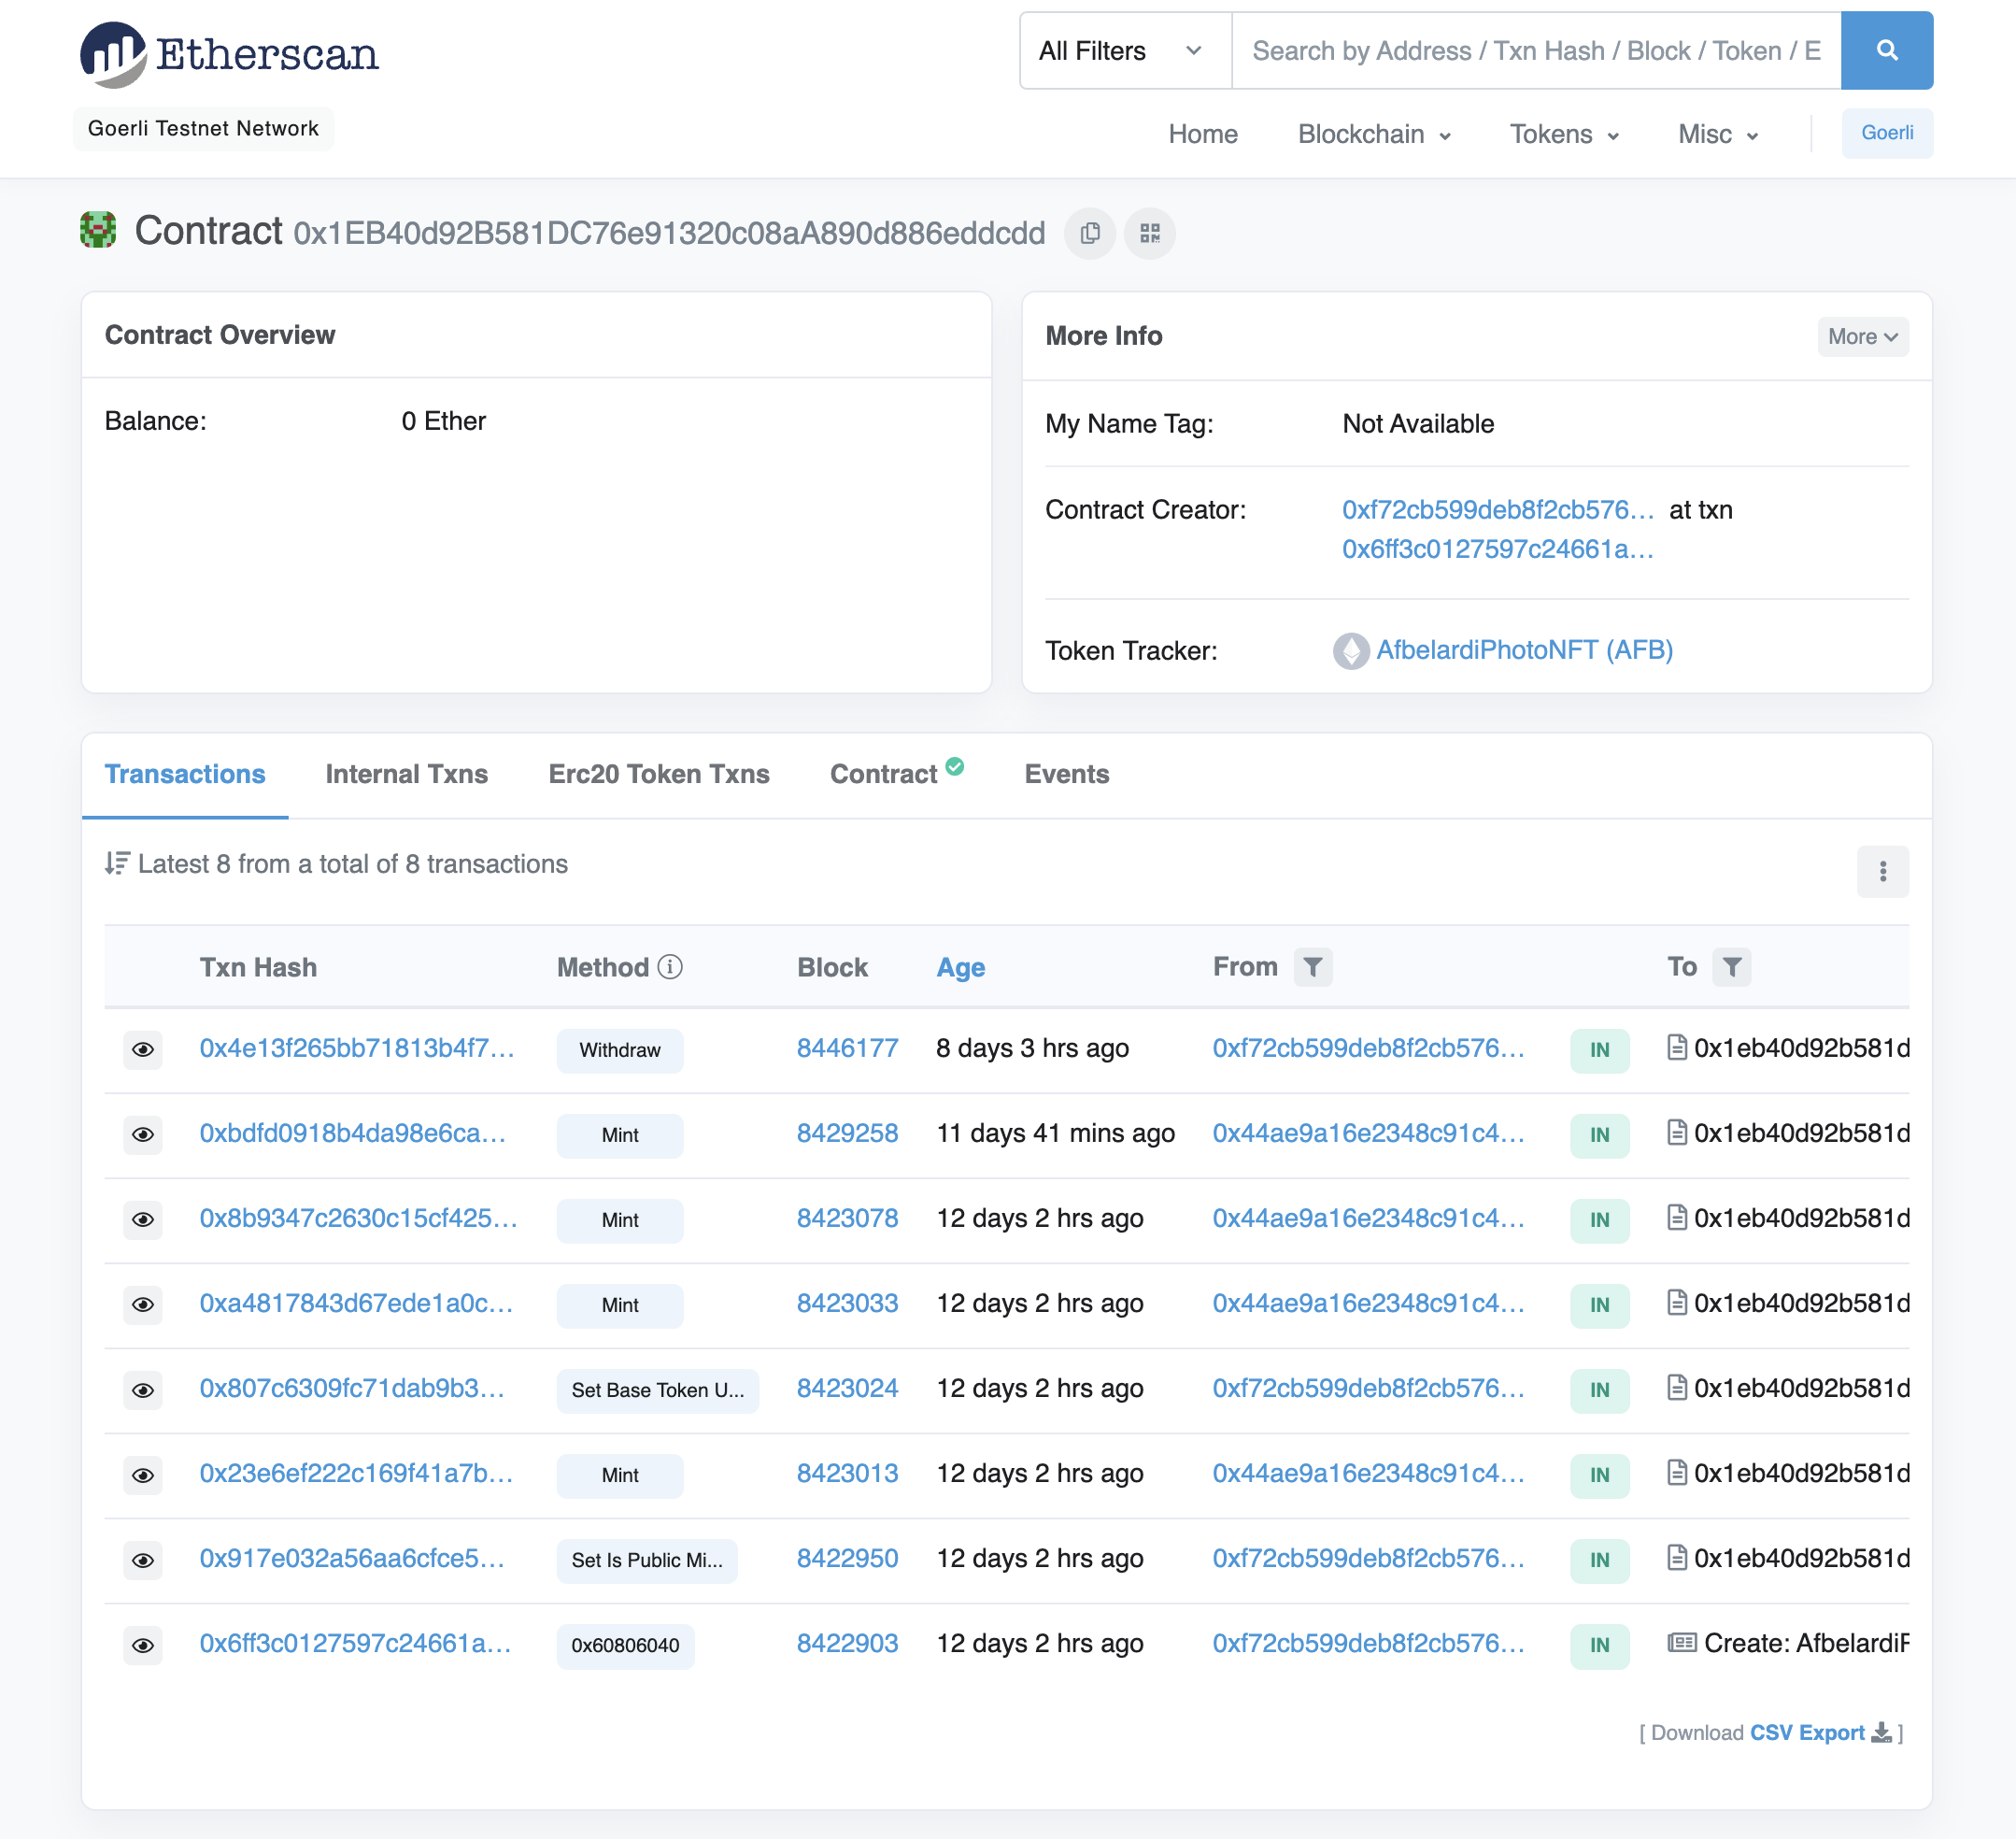 Etherscan
All Filters
Search by Address / Txn Hash / Block / Token / E
Goerli Testnet Network
Home Blockchain Tokens Misc Goerli
Contract 0x1EB40d92B581DC76e91320c08aA890d886eddcdd
Contract Overview
Balance: 0 Ether
More Info More
My Name Tag: Not Available
Contract Creator: 0xf72cb599deb8f2cb576... at txn
0x6ff3c0127597c24661a...
Token Tracker: AfbelardiPhotoNFT (AFB)
Transactions Internal Txns Erc20 Token Txns Contract Events
Latest 8 from a total of 8 transactions
Txn Hash Method Block Age From To
0x4e13f265bb71813b4f7... Withdraw 8446177 8 days 3 hrs ago 0xf72cb599deb8f2cb576... IN 0x1eb40d92b581d
0xbdfd0918b4da98e6ca... Mint 8429258 11 days 41 mins ago 0x44ae9a16e2348c91c4... IN 0x1eb40d92b581d
0x8b9347c2630c15cf425... Mint 8423078 12 days 2 hrs ago 0x44ae9a16e2348c91c4... IN 0x1eb40d92b581d
0xa4817843d67ede1a0c... Mint 8423033 12 days 2 hrs ago 0x44ae9a16e2348c91c4... IN 0x1eb40d92b581d
0x807c6309fc71dab9b3... Set Base Token U... 8423024 12 days 2 hrs ago 0xf72cb599deb8f2cb576... IN 0x1eb40d92b581d
0x23e6ef222c169f41a7b... Mint 8423013 12 days 2 hrs ago 0x44ae9a16e2348c91c4... IN 0x1eb40d92b581d
0x917e032a56aa6cfce5... Set Is Public Mi... 8422950 12 days 2 hrs ago 0xf72cb599deb8f2cb576... IN 0x1eb40d92b581d
0x6ff3c0127597c24661a... 0x60806040 8422903 12 days 2 hrs ago 0xf72cb599deb8f2cb576... IN Create: AfbelardiP
[ Download CSV Export ]